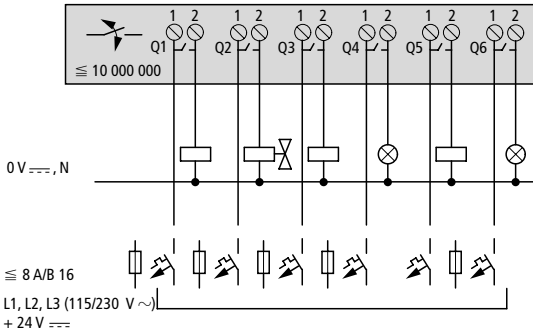 1 2 1 2 1 2 1 2 1 2 1 2
Q1 Q2 Q3 Q4 Q5 Q6
≦ 10 000 000
0 V ⎓, N
≦ 8 A/B 16
L1, L2, L3 (115/230 V ~)
+ 24 V ⎓